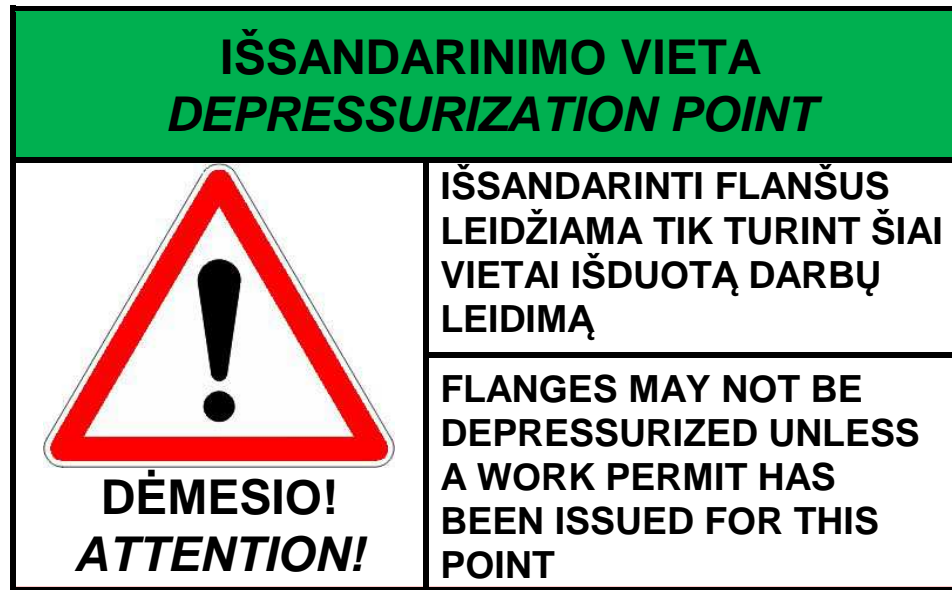 IŠSANDARINIMO VIETA
DEPRESSURIZATION POINT
DĖMESIO!
ATTENTION!
IŠSANDARINTI FLANŠUS
LEIDŽIAMA TIK TURINT ŠIAI
VIETAI IŠDUOTĄ DARBŲ
LEIDIMĄ
FLANGES MAY NOT BE
DEPRESSURIZED UNLESS
A WORK PERMIT HAS
BEEN ISSUED FOR THIS
POINT